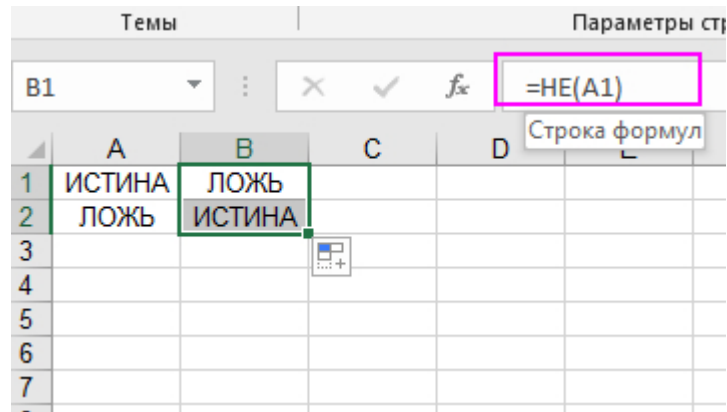 Темы Параметры стр
B1 fx =НЕ(A1)
Строка формул
A B C D
1 ИСТИНА ЛОЖЬ
2 ЛОЖЬ ИСТИНА
3
4
5
6
7